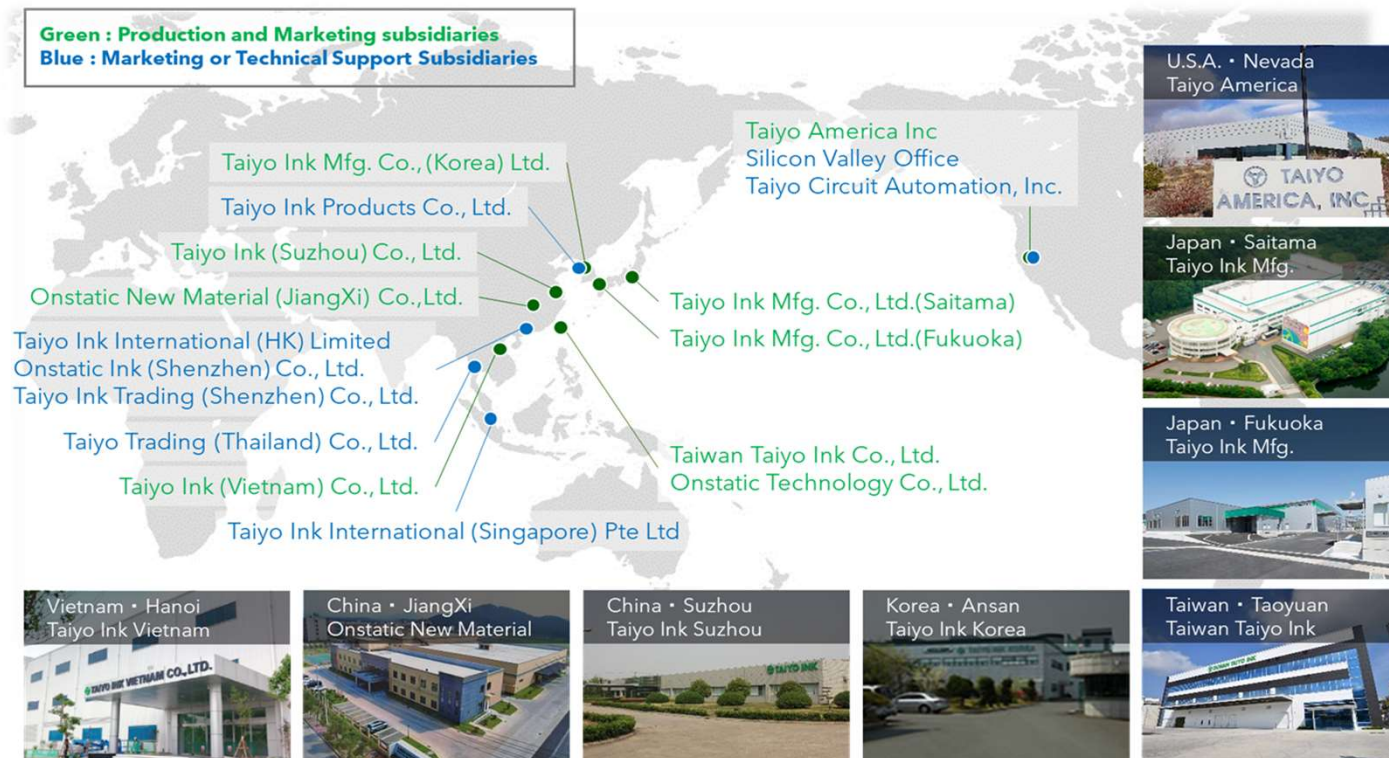 Green : Production and Marketing subsidiaries
Blue : Marketing or Technical Support Subsidiaries
Taiyo Ink Mfg. Co., (Korea) Ltd.
Taiyo Ink Products Co., Ltd.
Taiyo Ink (Suzhou) Co., Ltd.
Onstatic New Material (JiangXi) Co.,Ltd.
Taiyo Ink International (HK) Limited
Onstatic Ink (Shenzhen) Co., Ltd.
Taiyo Ink Trading (Shenzhen) Co., Ltd.
Taiyo Trading (Thailand) Co., Ltd.
Taiyo Ink (Vietnam) Co., Ltd.
Taiyo Ink International (Singapore) Pte Ltd
Taiyo America Inc
Silicon Valley Office
Taiyo Circuit Automation, Inc.
Taiyo Ink Mfg. Co., Ltd.(Saitama)
Taiyo Ink Mfg. Co., Ltd.(Fukuoka)
Taiwan Taiyo Ink Co., Ltd.
Onstatic Technology Co., Ltd.
U.S.A.・Nevada
Taiyo America
TAIYO
AMERICA, INC.
Japan・Saitama
Taiyo Ink Mfg.
Japan・Fukuoka
Taiyo Ink Mfg.
Vietnam・Hanoi
Taiyo Ink Vietnam
TAIYO INK VIETNAM CO.,LTD.
China・JiangXi
Onstatic New Material
China・Suzhou
Taiyo Ink Suzhou
TAIYO INK
Korea・Ansan
Taiyo Ink Korea
TAIYO INK KOREA
Taiwan・Taoyuan
Taiwan Taiyo Ink
TAIWAN TAIYO INK